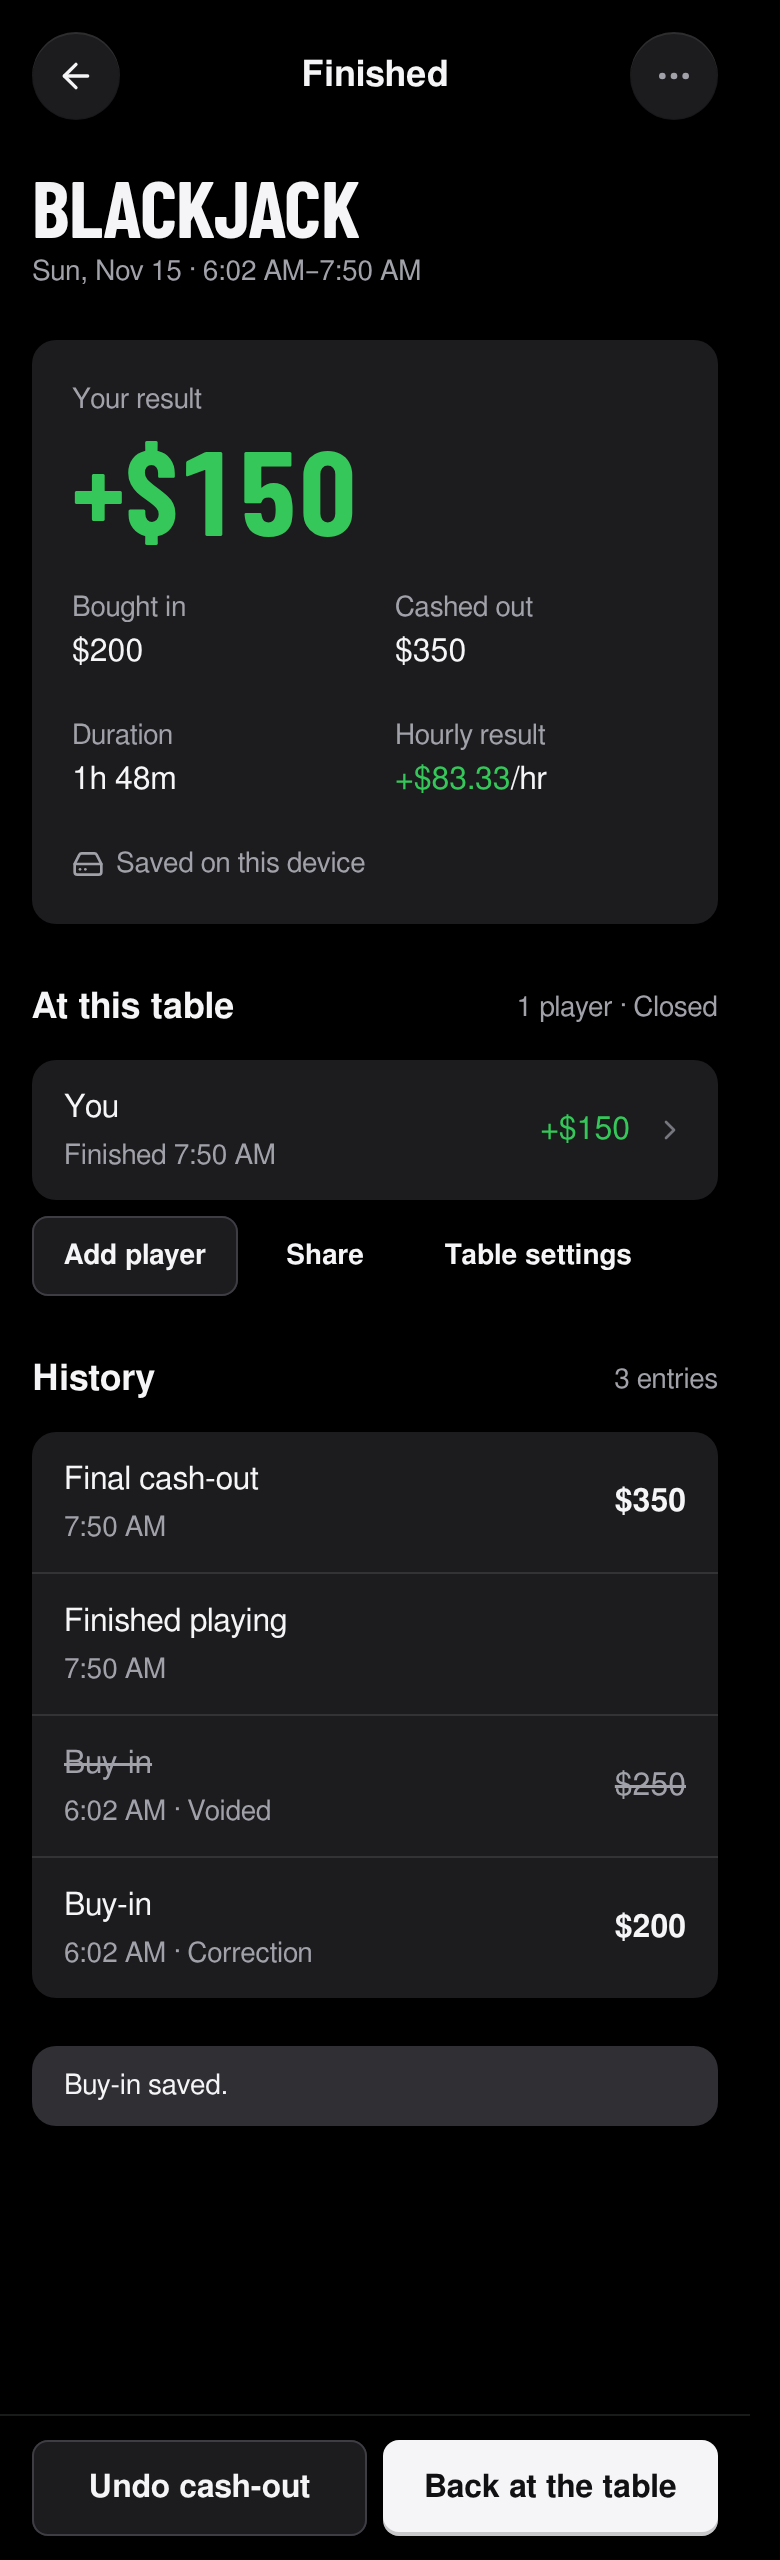 Finished
BLACKJACK
Sun, Nov 15 · 6:02 AM–7:50 AM
Your result
+$150
Bought in
$200
Cashed out
$350
Duration
1h 48m
Hourly result
+$83.33/hr
Saved on this device
At this table
1 player · Closed
You
Finished 7:50 AM
+$150
Add player
Share
Table settings
History
3 entries
Final cash-out
7:50 AM
$350
Finished playing
7:50 AM
Buy-in
6:02 AM · Voided
$250
Buy-in
6:02 AM · Correction
$200
Buy-in saved.
Undo cash-out
Back at the table